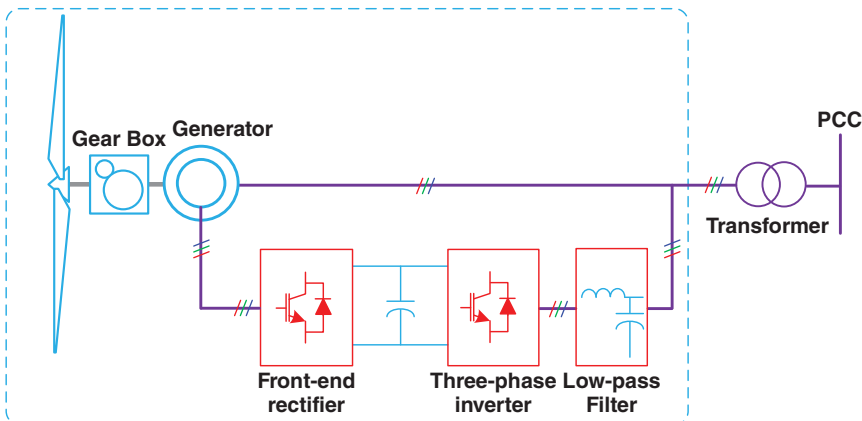 Gear Box
Generator
PCC
Transformer
Front-end
rectifier
Three-phase
inverter
Low-pass
Filter